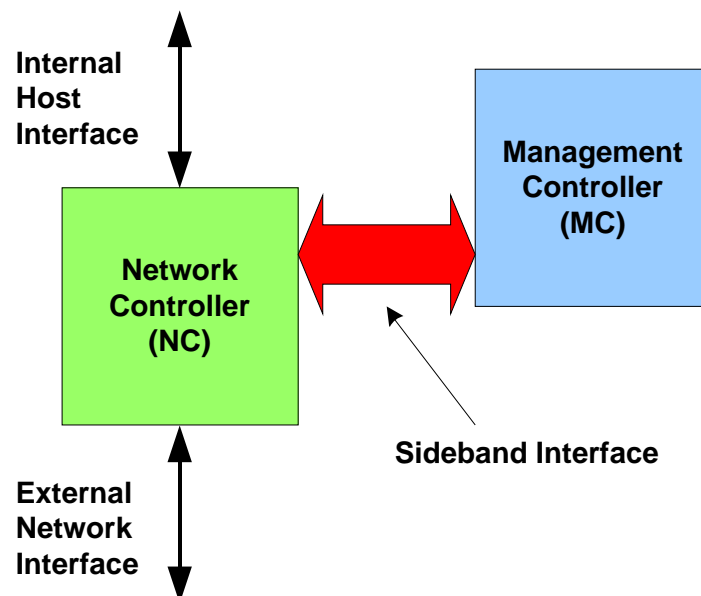 Internal
Host
Interface
Management
Controller
(MC)
Network
Controller
(NC)
Sideband Interface
External
Network
Interface